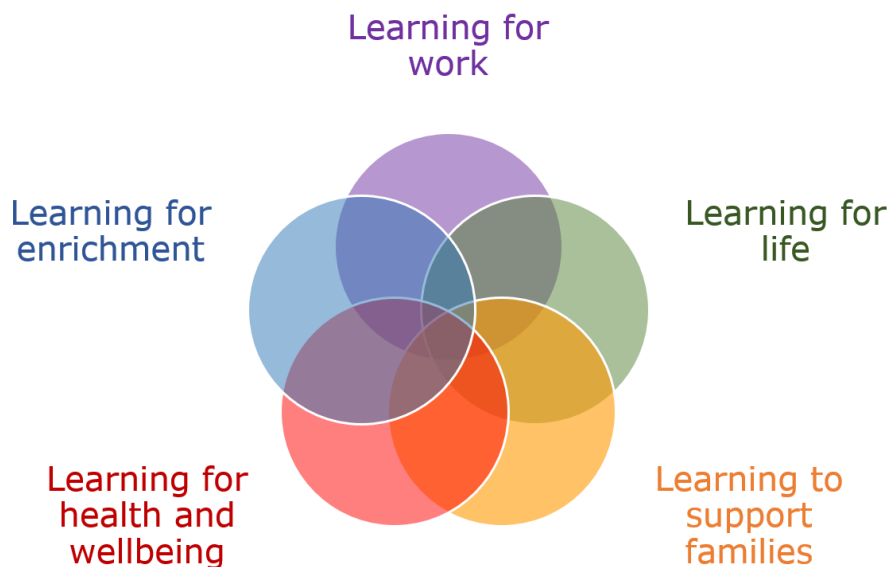 Learning for
work
Learning for
enrichment
Learning for
life
Learning for
health and
wellbeing
Learning to
support
families